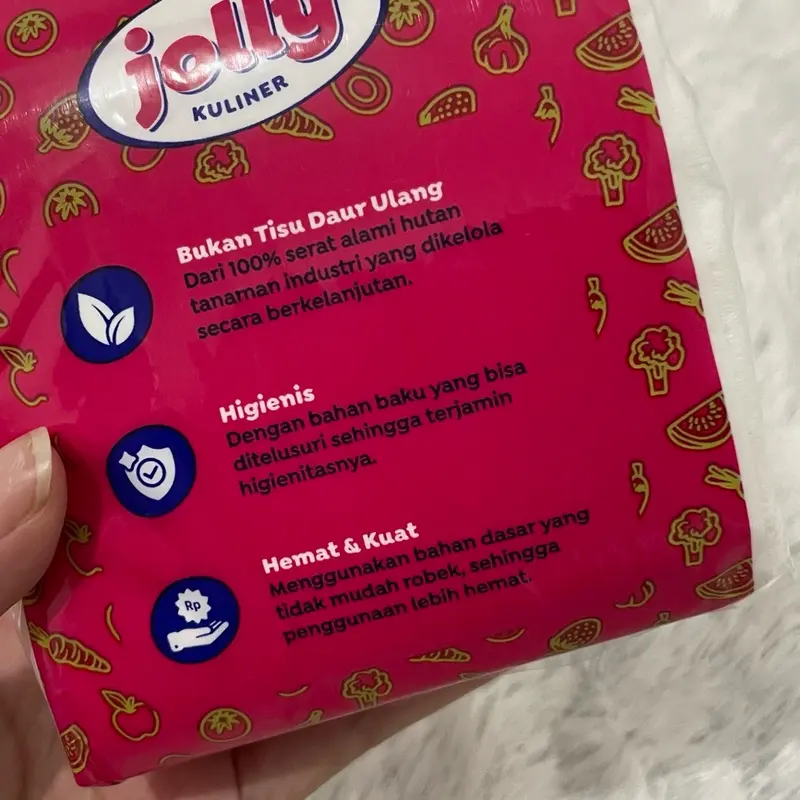 jolly
KULINER
Bukan Tisu Daur Ulang
Dari 100% serat alami hutan
tanaman industri yang dikelola
secara berkelanjutan.
Higienis
Dengan bahan baku yang bisa
ditelusuri sehingga terjamin
higienitasnya.
Hemat & Kuat
Menggunakan bahan dasar yang
tidak mudah robek, sehingga
penggunaan lebih hemat.
Rp